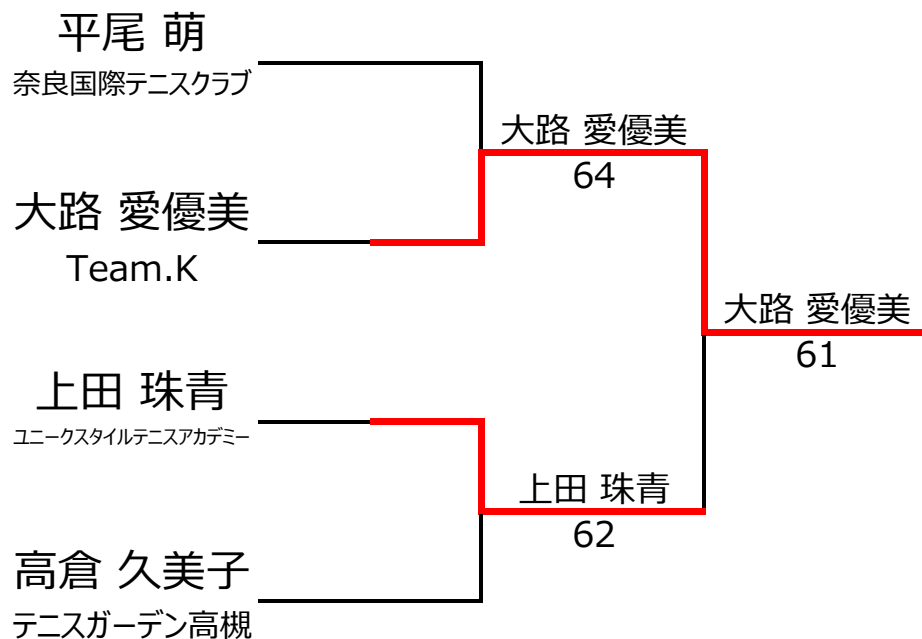 平尾 萌
奈良国際テニスクラブ
大路 愛優美
64
大路 愛優美
Team.K
大路 愛優美
61
上田 珠青
ユニークスタイルテニスアカデミー
上田 珠青
62
高倉 久美子
テニスガーデン高槻